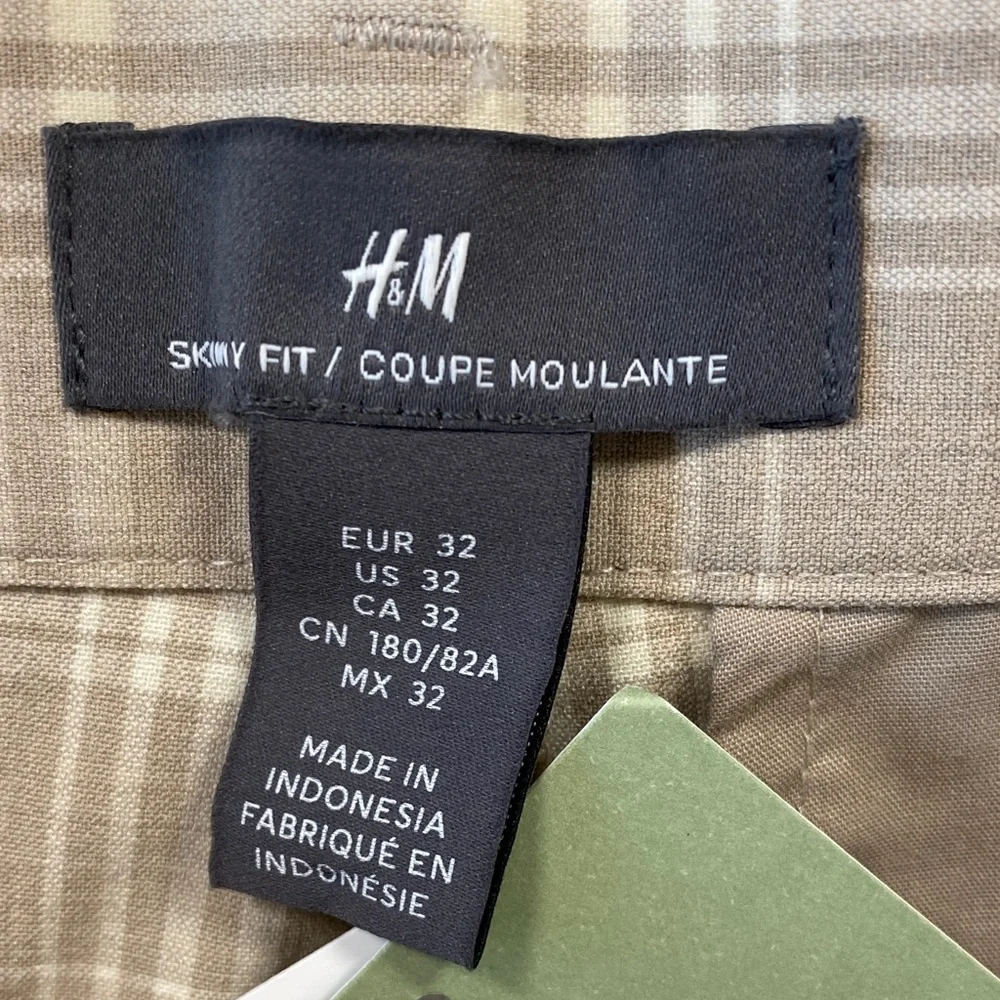 H&M
SKINNY FIT / COUPE MOULANTE
EUR 32
US 32
CA 32
CN 180/82A
MX 32
MADE IN
INDONESIA
FABRIQUÉ EN
INDONÉSIE